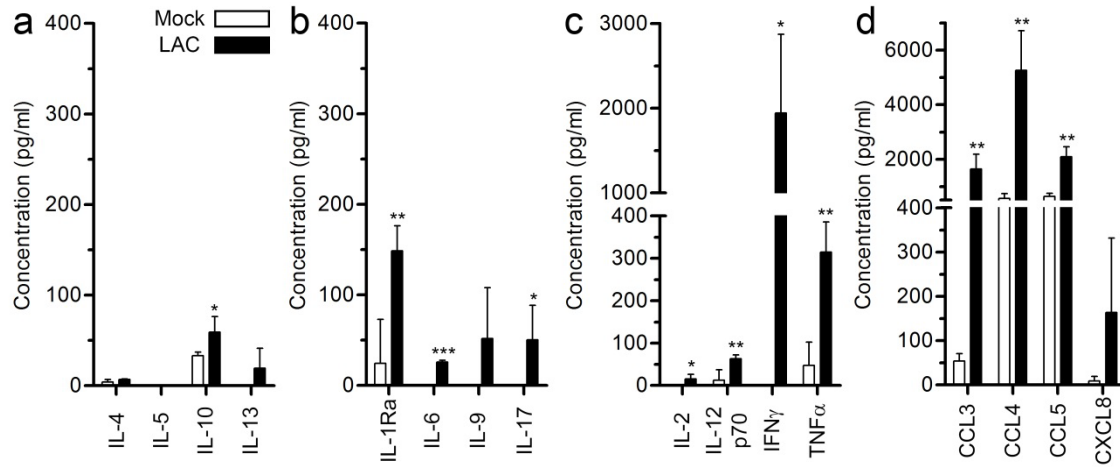 a
Mock
LAC
Concentration (pg/ml)
400
300
200
100
0
IL-4
IL-5
IL-10
IL-13
*
b
Concentration (pg/ml)
400
300
200
100
0
**
***
*
IL-1Ra
IL-6
IL-9
IL-17
c
Concentration (pg/ml)
3000
2000
1000
400
300
200
100
0
*
**
*
**
IL-2
IL-12
p70
IFNγ
TNFα
d
Concentration (pg/ml)
6000
4000
2000
400
300
200
100
0
**
**
**
CCL3
CCL4
CCL5
CXCL8